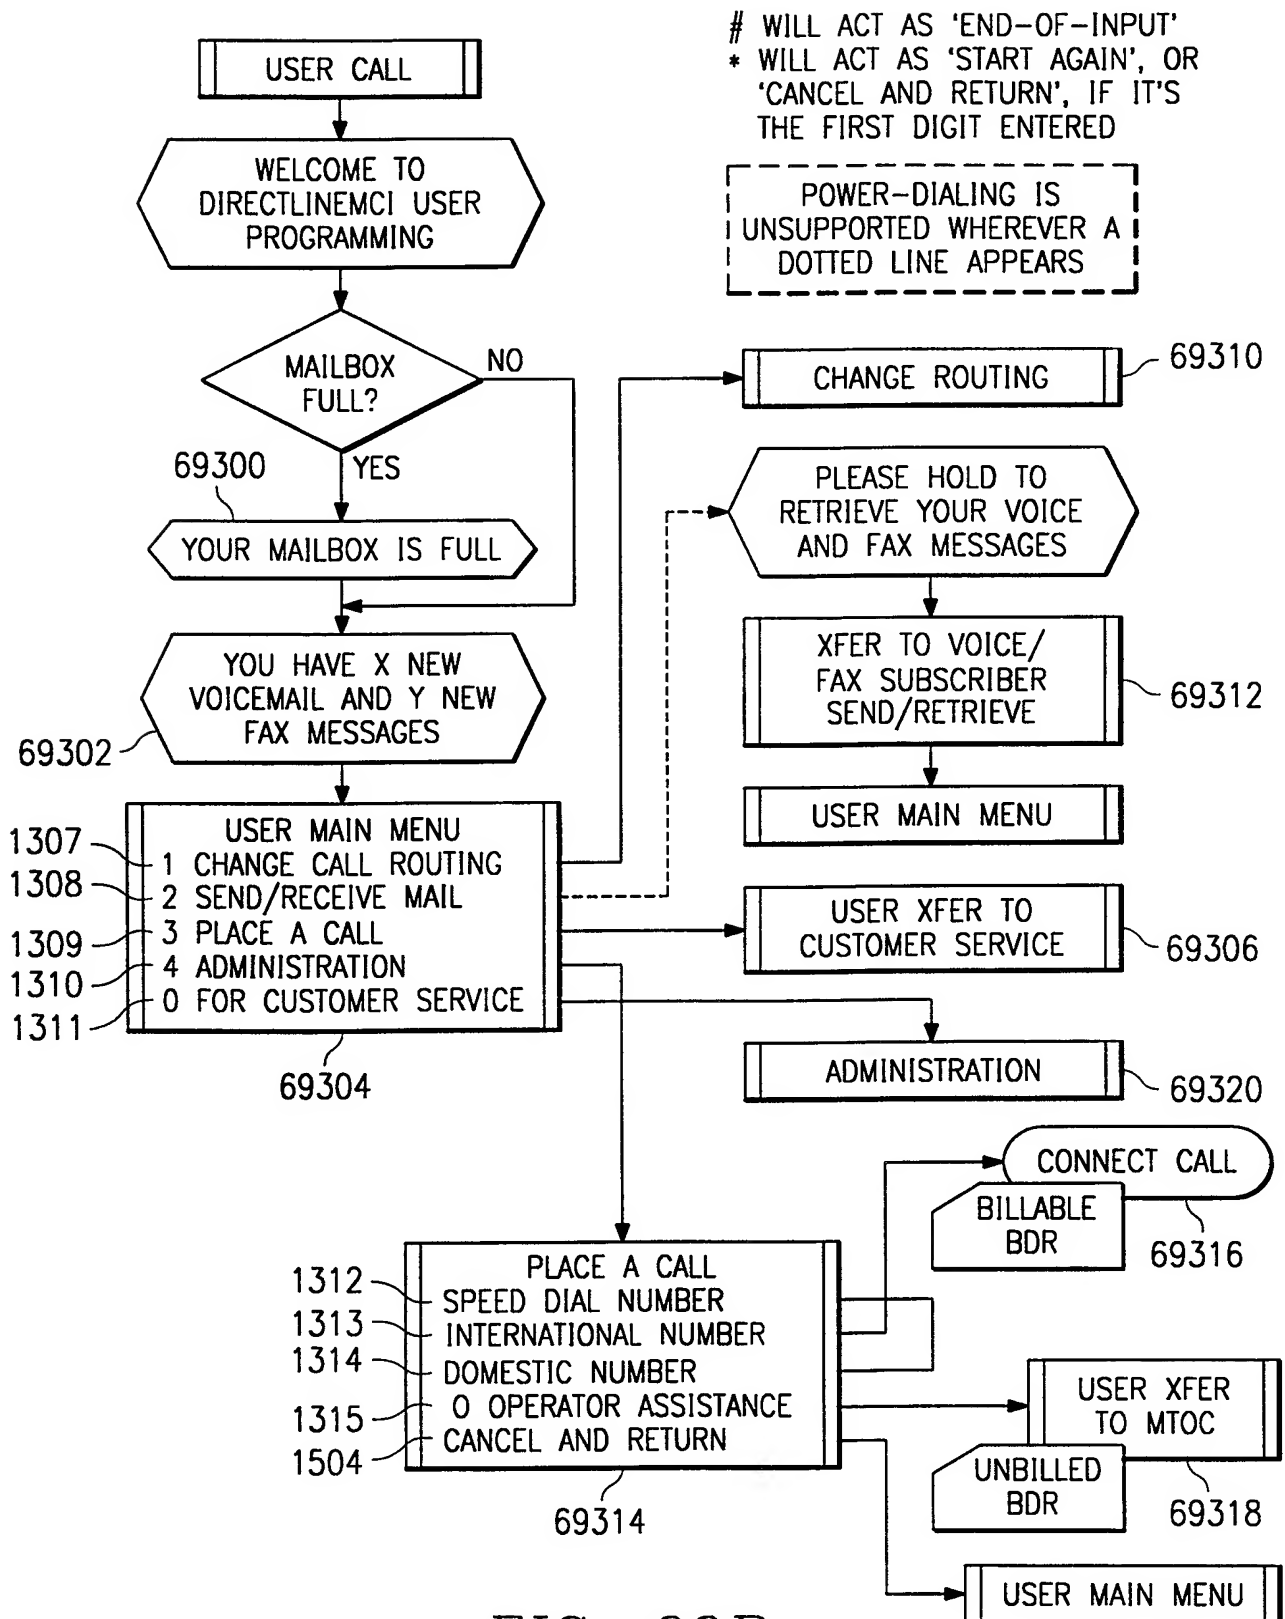 # WILL ACT AS ‘END-OF-INPUT’
* WILL ACT AS ‘START AGAIN’, OR
‘CANCEL AND RETURN’, IF IT'S
THE FIRST DIGIT ENTERED
USER CALL
WELCOME TO
DIRECTLINEMCI USER
PROGRAMMING
POWER-DIALING IS
UNSUPPORTED WHEREVER A
DOTTED LINE APPEARS
MAILBOX
FULL?
NO
YES
69300
YOUR MAILBOX IS FULL
YOU HAVE X NEW
VOICEMAIL AND Y NEW
FAX MESSAGES
69302
CHANGE ROUTING
69310
PLEASE HOLD TO
RETRIEVE YOUR VOICE
AND FAX MESSAGES
XFER TO VOICE/
FAX SUBSCRIBER
SEND/RETRIEVE
69312
USER MAIN MENU
USER MAIN MENU
1307 1 CHANGE CALL ROUTING
1308 2 SEND/RECEIVE MAIL
1309 3 PLACE A CALL
1310 4 ADMINISTRATION
1311 0 FOR CUSTOMER SERVICE
69304
USER XFER TO
CUSTOMER SERVICE
69306
ADMINISTRATION
69320
CONNECT CALL
BILLABLE
BDR
69316
PLACE A CALL
1312 SPEED DIAL NUMBER
1313 INTERNATIONAL NUMBER
1314 DOMESTIC NUMBER
1315 0 OPERATOR ASSISTANCE
1504 CANCEL AND RETURN
69314
USER XFER
TO MTOC
UNBILLED
BDR
69318
USER MAIN MENU